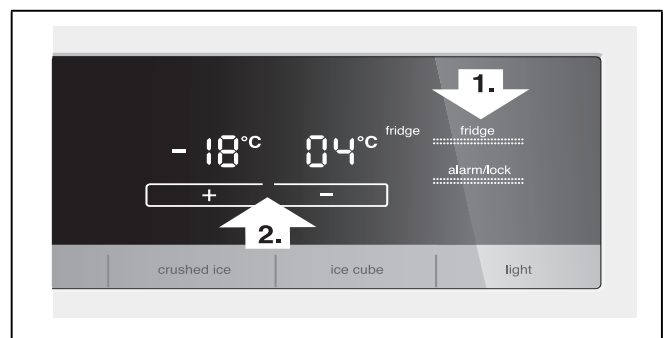 1.
- 18°C 04°C fridge fridge
alarm/lock
+ −
2.
crushed ice ice cube light